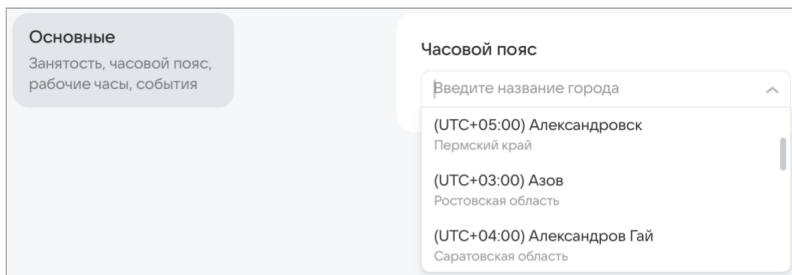 Основные
Занятость, часовой пояс,
рабочие часы, события
Часовой пояс
Введите название города
(UTC+05:00) Александровск
Пермский край
(UTC+03:00) Азов
Ростовская область
(UTC+04:00) Александров Гай
Саратовская область